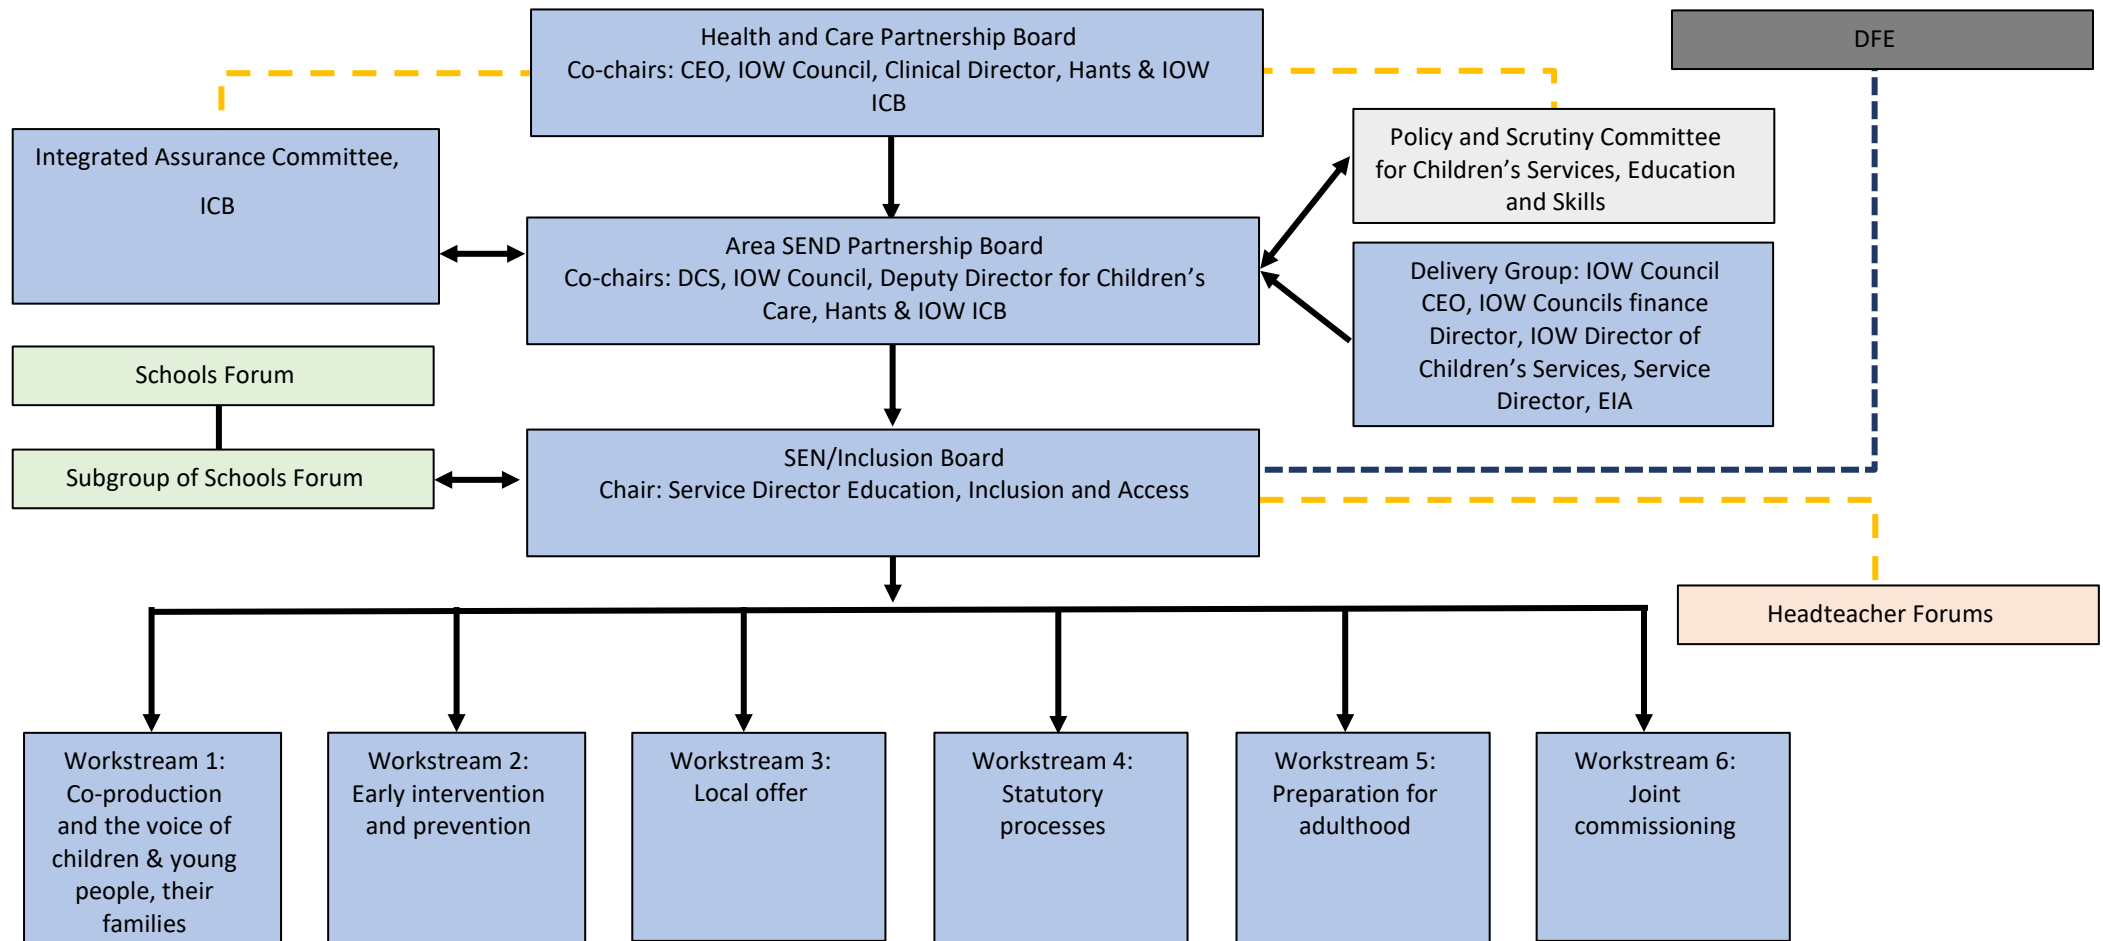 Health and Care Partnership Board
Co-chairs: CEO, IOW Council, Clinical Director, Hants & IOW
ICB
DFE
Integrated Assurance Committee,
ICB
Policy and Scrutiny Committee
for Children’s Services, Education
and Skills
Area SEND Partnership Board
Co-chairs: DCS, IOW Council, Deputy Director for Children’s
Care, Hants & IOW ICB
Delivery Group: IOW Council
CEO, IOW Councils finance
Director, IOW Director of
Children’s Services, Service
Director, EIA
Schools Forum
Subgroup of Schools Forum
SEN/Inclusion Board
Chair: Service Director Education, Inclusion and Access
Headteacher Forums
Workstream 1:
Co-production
and the voice of
children & young
people, their
families
Workstream 2:
Early intervention
and prevention
Workstream 3:
Local offer
Workstream 4:
Statutory
processes
Workstream 5:
Preparation for
adulthood
Workstream 6:
Joint
commissioning